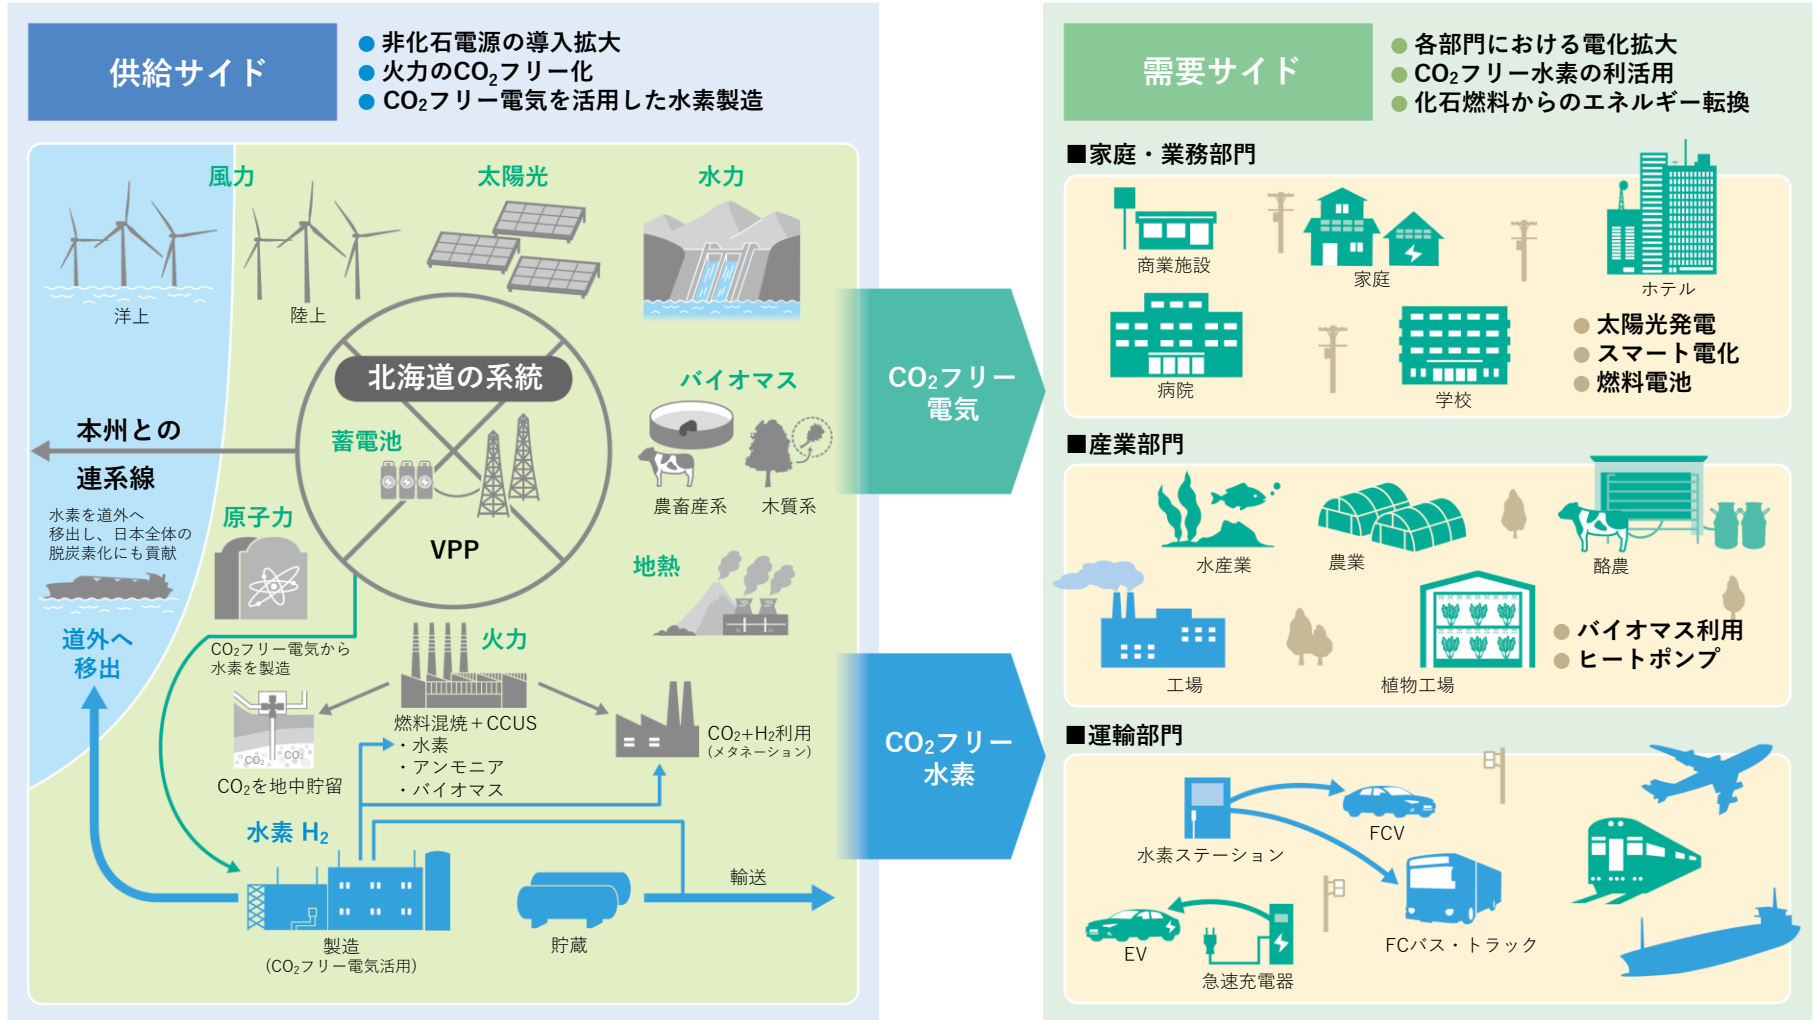 供給サイド
● 非化石電源の導入拡大
● 火力のCO₂フリー化
● CO₂フリー電気を活用した水素製造
風力
太陽光
水力
洋上
陸上
北海道の系統
蓄電池
VPP
バイオマス
農畜産系
木質系
本州との
連系線
水素を道外へ
移出し、日本全体の
脱炭素化にも貢献
原子力
地熱
道外へ
移出
CO₂フリー電気から
水素を製造
火力
燃料混焼＋CCUS
・水素
・アンモニア
・バイオマス
CO₂ CO₂
CO₂を地中貯留
CO₂+H₂利用
(メタネーション)
水素 H₂
製造
(CO₂フリー電気活用)
貯蔵
輸送
CO₂フリー
電気
CO₂フリー
水素
需要サイド
● 各部門における電化拡大
● CO₂フリー水素の利活用
● 化石燃料からのエネルギー転換
■家庭・業務部門
商業施設
家庭
ホテル
病院
学校
● 太陽光発電
● スマート電化
● 燃料電池
■産業部門
水産業
農業
酪農
工場
植物工場
● バイオマス利用
● ヒートポンプ
■運輸部門
水素ステーション
FCV
FCバス・トラック
EV
急速充電器